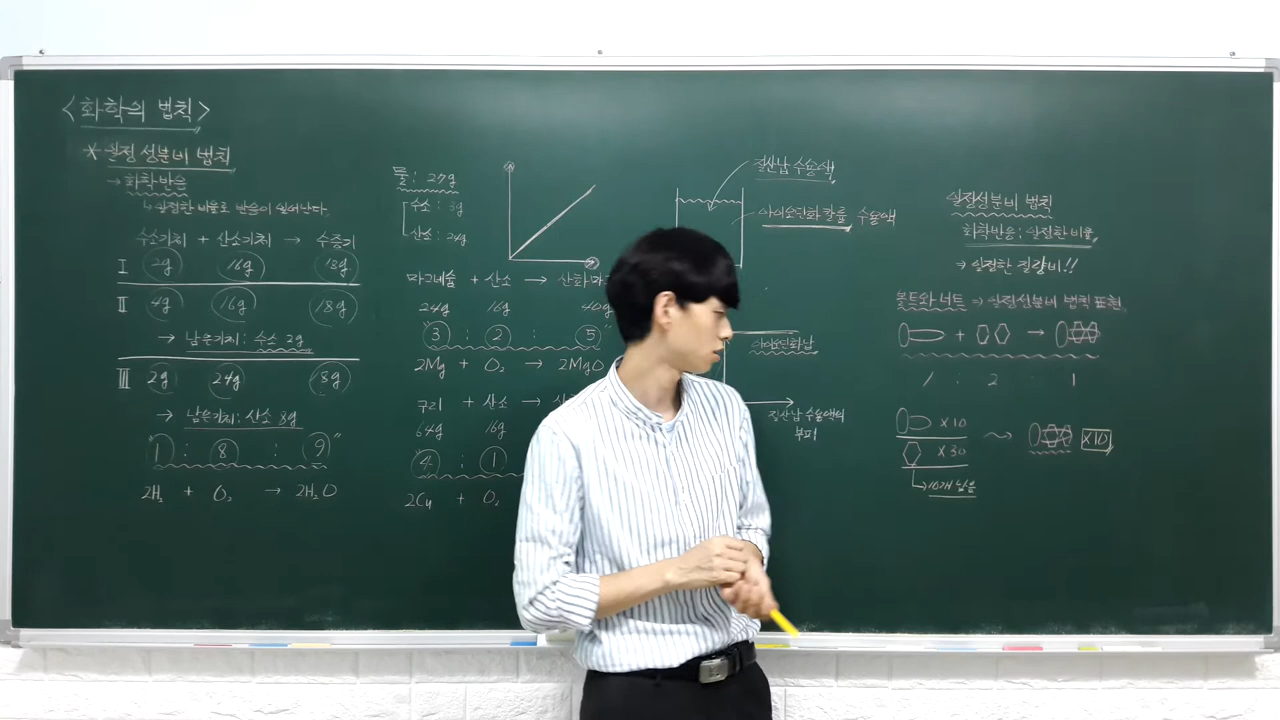 <화학의 법칙>
* 일정 성분비 법칙
→ 화학반응
↳ 일정한 비율로 반응이 일어난다.
수소기체 + 산소기체 → 수증기
Ⅰ 2g 16g 18g
Ⅱ 4g 16g 18g
→ 남은기체: 수소 2g
Ⅲ 2g 24g 18g
→ 남은기체: 산소 8g
"1 : 8 : 9"
2H₂ + O₂ → 2H₂O
물: 27g
수소: 3g
산소: 24g
마그네슘 + 산소 → 산화마
24g 16g 40g
"3 : 2 : 5"
2Mg + O₂ → 2MgO
구리 + 산소 →
64g 16g
"4 : 1 :
2Cu + O₂
질산납 수용액
아이오딘화 칼륨 수용액
아이오딘화납
질산납 수용액의
부피
일정성분비 법칙
화학반응: 일정한 비율
→ 일정한 질량비!!
볼트와 너트 ⇒ 일정성분비 법칙 표현
+ →
1 : 2 : 1
×10
×30
×10
↳ 10개 남음